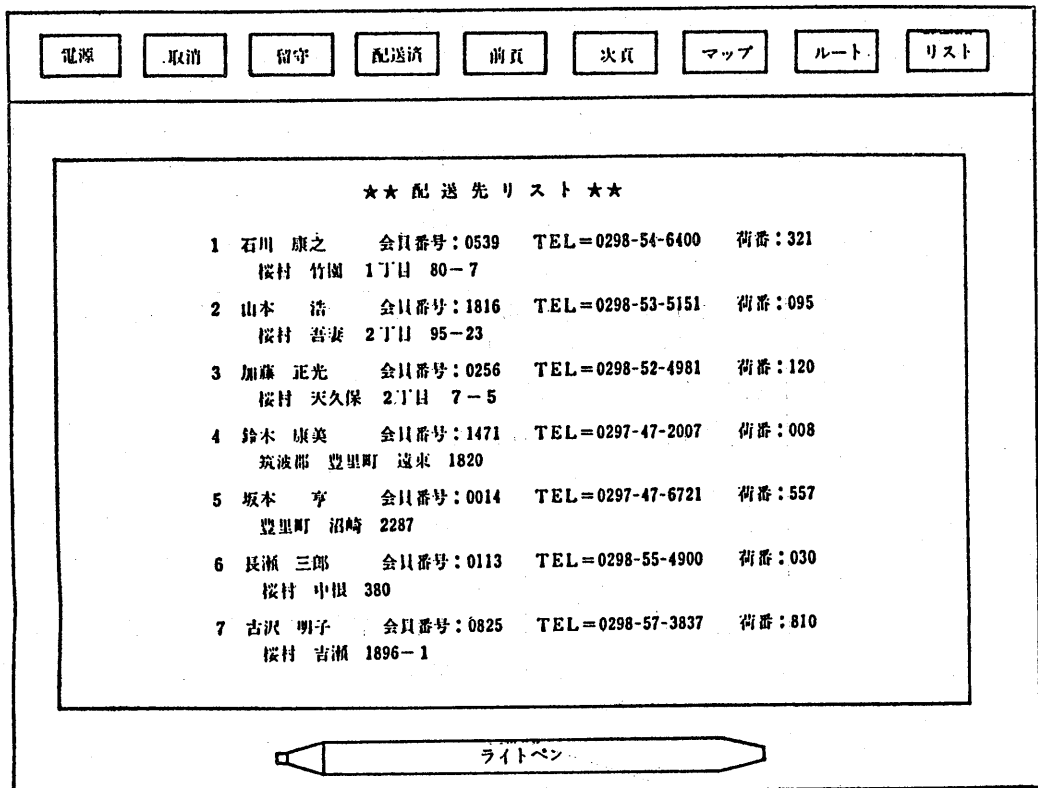 電源 取消 留守 配送済 前頁 次頁 マップ ルート リスト
★★ 配送先リスト ★★
1 石川 康之 会員番号：0539 TEL＝0298-54-6400 荷番：321
桜村 竹園 1丁目 80－7
2 山本 浩 会員番号：1816 TEL＝0298-53-5151 荷番：095
桜村 吾妻 2丁目 95－23
3 加藤 正光 会員番号：0256 TEL＝0298-52-4981 荷番：120
桜村 天久保 2丁目 7－5
4 鈴木 康美 会員番号：1471 TEL＝0297-47-2007 荷番：008
筑波郡 豊里町 遠東 1820
5 坂本 亨 会員番号：0014 TEL＝0297-47-6721 荷番：557
豊里町 沼崎 2287
6 長瀬 三郎 会員番号：0113 TEL＝0298-55-4900 荷番：030
桜村 中根 380
7 古沢 明子 会員番号：0825 TEL＝0298-57-3837 荷番：810
桜村 吉瀬 1896－1
ライトペン